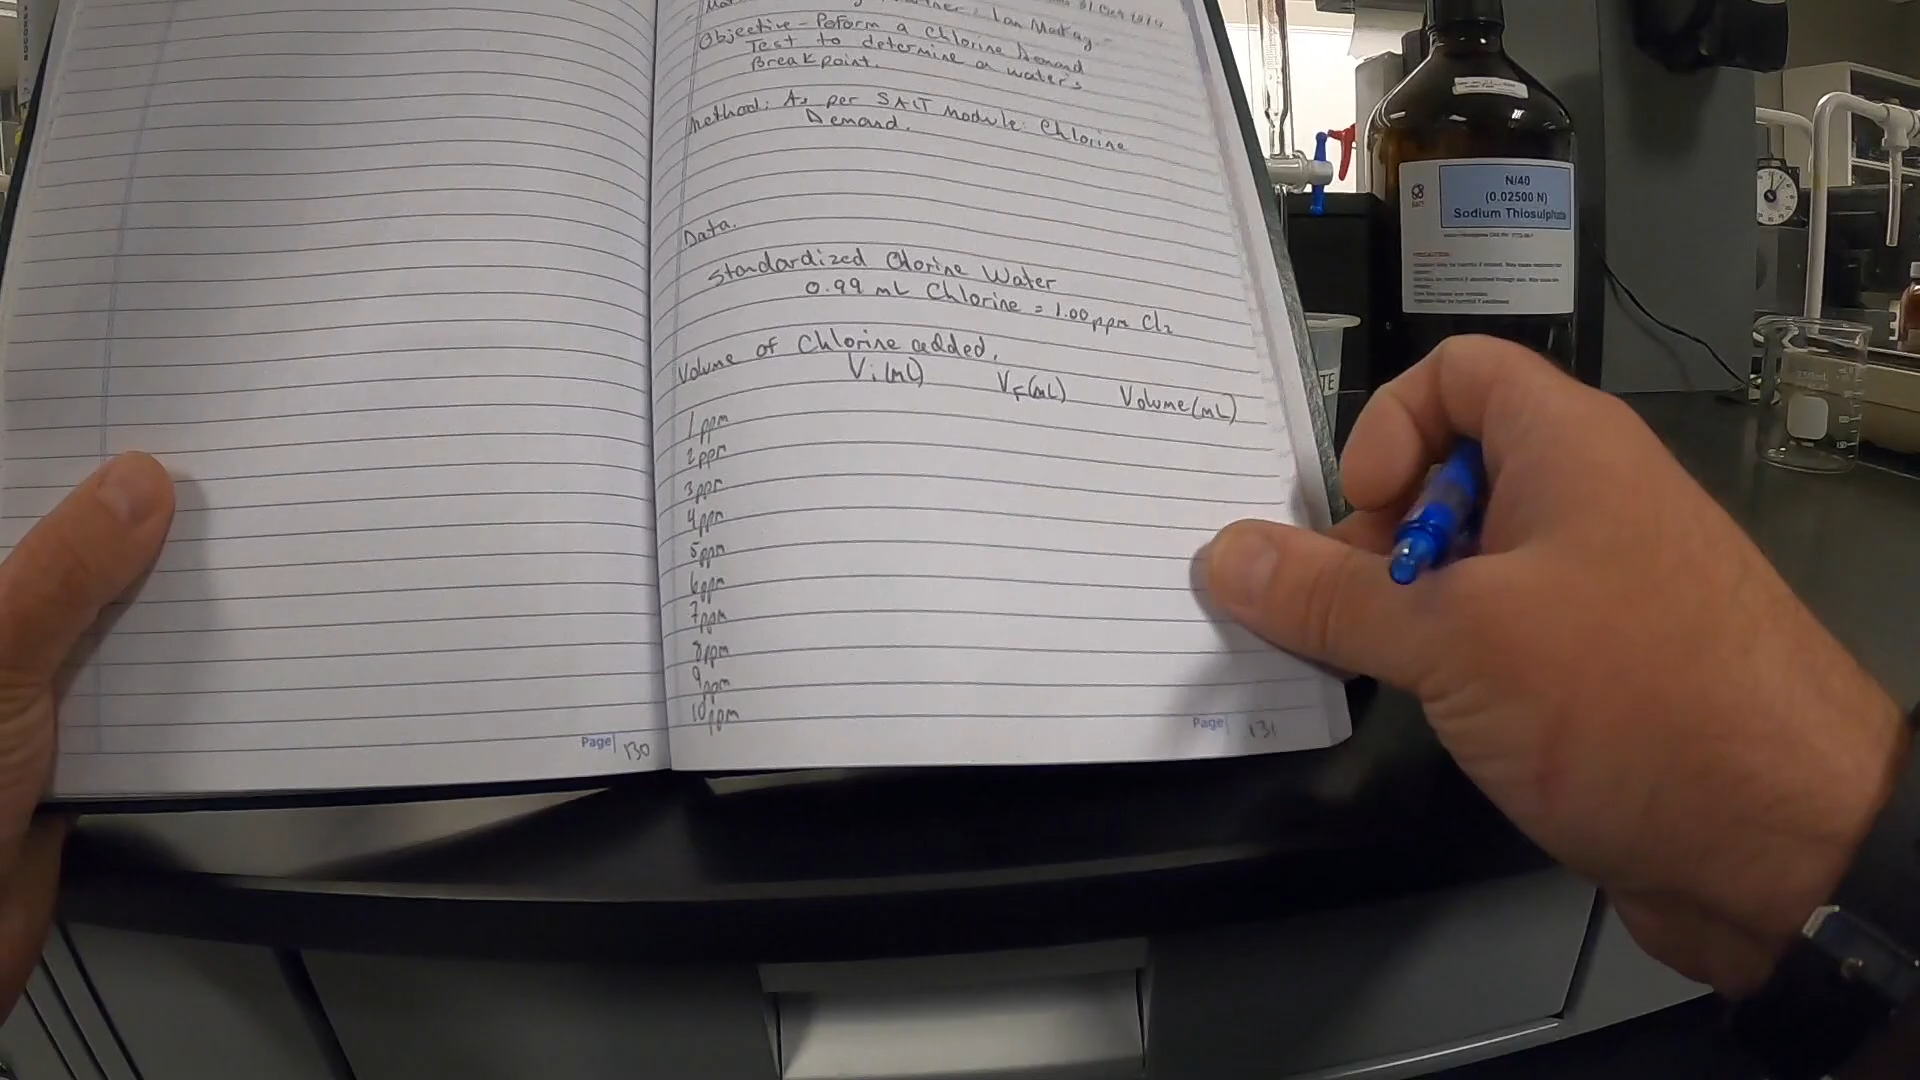 Objective - Peform a Chlorine Demand
Test to determine a water's
Breakpoint.
Method: As per SAIT Module: Chlorine
Demand.
Data.
Standardized Chlorine Water
0.99 mL Chlorine = 1.00 ppm Cl2
Volume of Chlorine added.
Vi(mL) VF(mL) Volume(mL)
1ppm
2ppm
3ppm
4ppm
5ppm
6ppm
7ppm
8ppm
9ppm
10ppm
Page 130
Page 131
N/40
(0.02500 N)
Sodium Thiosulphate